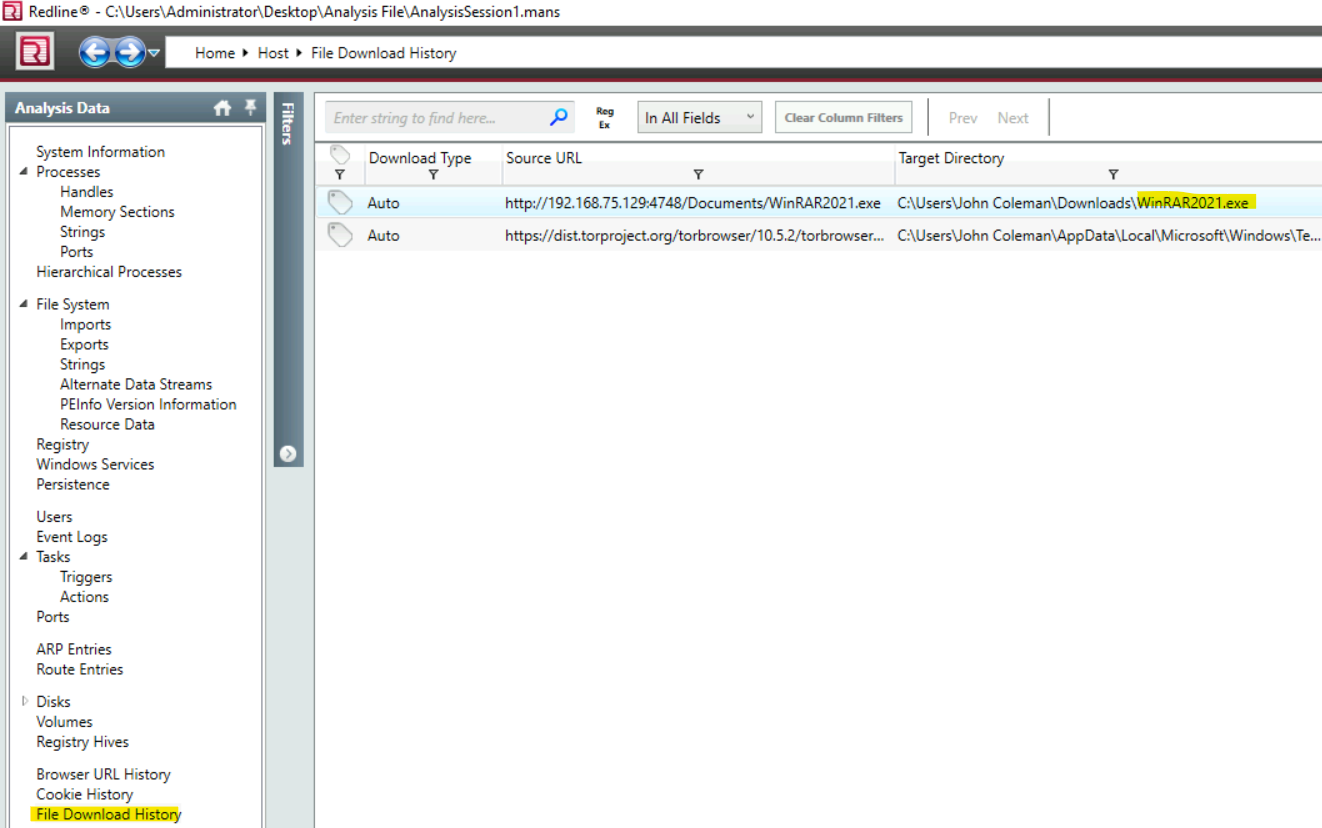 Redline® - C:\Users\Administrator\Desktop\Analysis File\AnalysisSession1.mans
Home Host File Download History
Analysis Data
System Information
Processes
Handles
Memory Sections
Strings
Ports
Hierarchical Processes
File System
Imports
Exports
Strings
Alternate Data Streams
PEInfo Version Information
Resource Data
Registry
Windows Services
Persistence
Users
Event Logs
Tasks
Triggers
Actions
Ports
ARP Entries
Route Entries
Disks
Volumes
Registry Hives
Browser URL History
Cookie History
File Download History
Filters
Enter string to find here... Reg Ex In All Fields Clear Column Filters Prev Next
Download Type Source URL Target Directory
Auto http://192.168.75.129:4748/Documents/WinRAR2021.exe C:\Users\John Coleman\Downloads\WinRAR2021.exe
Auto https://dist.torproject.org/torbrowser/10.5.2/torbrowser... C:\Users\John Coleman\AppData\Local\Microsoft\Windows\Te...